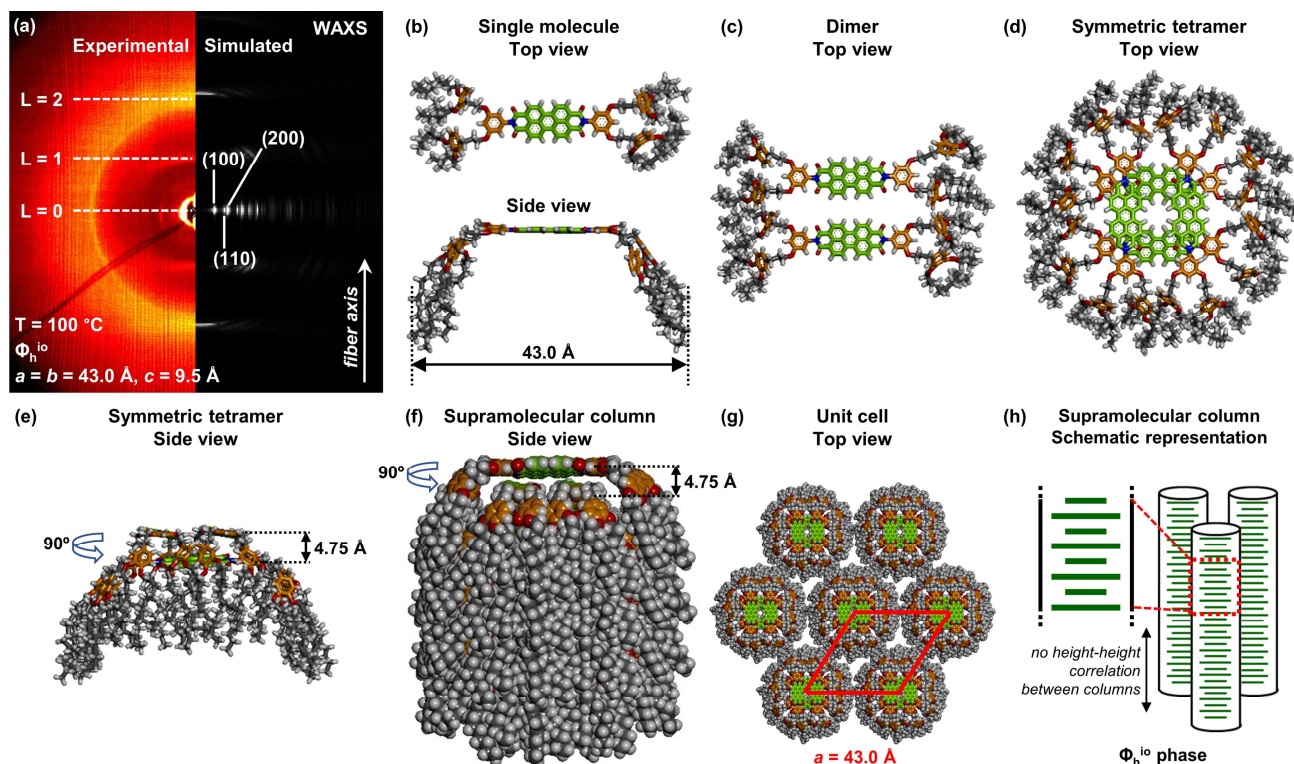 (a)
WAXS
Experimental
Simulated
L = 2
L = 1
L = 0
(100)
(200)
(110)
T = 100 °C
Φhio
a = b = 43.0 Å, c = 9.5 Å
fiber axis
(b)
Single molecule
Top view
Side view
43.0 Å
(c)
Dimer
Top view
(d)
Symmetric tetramer
Top view
(e)
Symmetric tetramer
Side view
90º
4.75 Å
(f)
Supramolecular column
Side view
90º
4.75 Å
(g)
Unit cell
Top view
a = 43.0 Å
(h)
Supramolecular column
Schematic representation
no height-height
correlation
between columns
Φhio phase